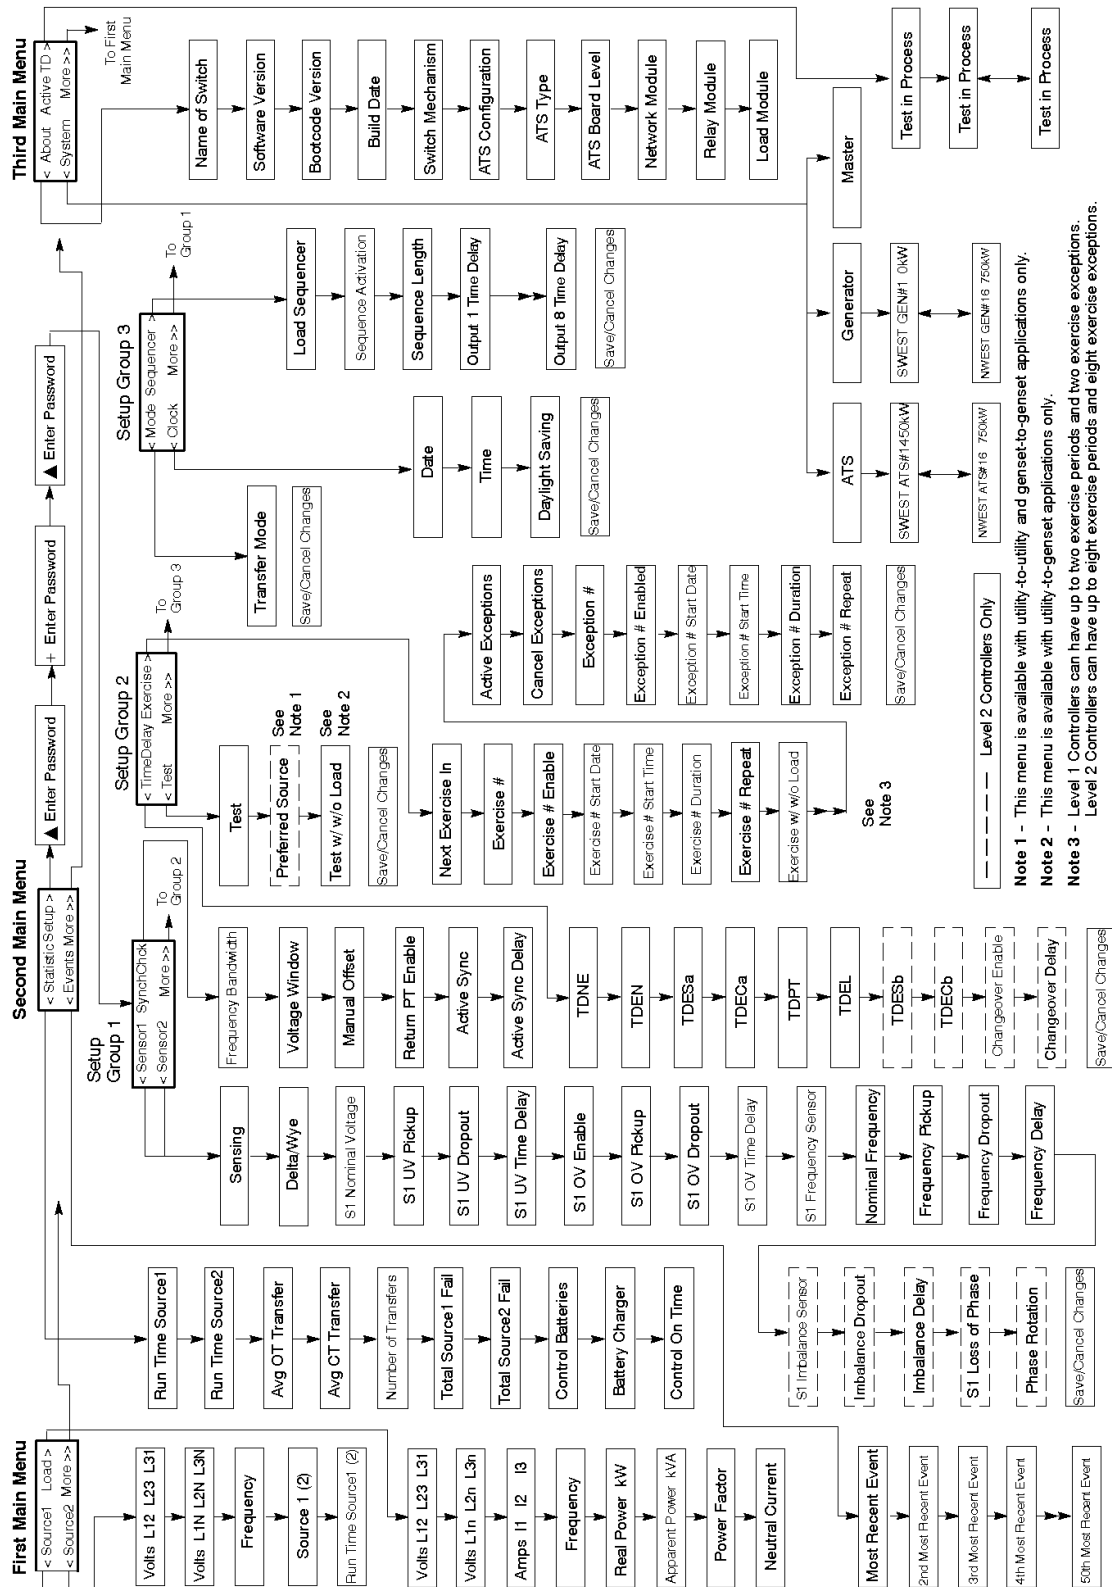 First Main Menu
< Source1 Load >
< Source2 More >>
Volts L12 L23 L31
Volts L1N L2N L3N
Frequency
Source 1 (2)
Run Time Source1 (2)
Volts L12 L23 L31
Volts L1n L2n L3n
Amps I1 I2 I3
Frequency
Real Power kW
Apparent Power kVA
Power Factor
Neutral Current
Second Main Menu
< Statistic Setup >
< Events More >>
Run Time Source1
Run Time Source2
Avg OT Transfer
Avg CT Transfer
Number of Transfers
Total Source1 Fail
Total Source2 Fail
Control Batteries
Battery Charger
Control On Time
Most Recent Event
2nd Most Recent Event
3rd Most Recent Event
4th Most Recent Event
50th Most Recent Event
▲ Enter Password
+ Enter Password
▲ Enter Password
Setup
Group 1
< Sensor1 SynchChck
< Sensor2 More >>
To
Group 2
Sensing
Delta/Wye
S1 Nominal Voltage
S1 UV Pickup
S1 UV Dropout
S1 UV Time Delay
S1 OV Enable
S1 OV Pickup
S1 OV Dropout
S1 OV Time Delay
S1 Frequency Sensor
Nominal Frequency
Frequency Pickup
Frequency Dropout
Frequency Delay
S1 Imbalance Sensor
Imbalance Dropout
Imbalance Delay
S1 Loss of Phase
Phase Rotation
Save/Cancel Changes
Frequency Bandwidth
Voltage Window
Manual Offset
Return PT Enable
Active Sync
Active Sync Delay
Setup Group 2
< TimeDelay Exercise >
< Test More >>
To
Group 3
TDNE
TDEN
TDESa
TDECa
TDPT
TDEL
TDESb
TDECb
Changeover Enable
Changeover Delay
Save/Cancel Changes
Test
Preferred Source
See
Note 1
Test w/ w/o Load
See
Note 2
Save/Cancel Changes
Next Exercise In
Exercise #
Exercise # Enable
Exercise # Start Date
Exercise # Start Time
Exercise # Duration
Exercise # Repeat
Exercise w/ w/o Load
See
Note 3
Active Exceptions
Cancel Exceptions
Exception #
Exception # Enabled
Exception # Start Date
Exception # Start Time
Exception # Duration
Exception # Repeat
Save/Cancel Changes
Setup Group 3
< Mode Sequencer >
< Clock More >>
To
Group 1
Transfer Mode
Save/Cancel Changes
Date
Time
Daylight Saving
Save/Cancel Changes
Load Sequencer
Sequence Activation
Sequence Length
Output 1 Time Delay
Output 8 Time Delay
Save/Cancel Changes
Third Main Menu
< About Active TD >
< System More >>
To First
Main Menu
Name of Switch
Software Version
Bootcode Version
Build Date
Switch Mechanism
ATS Configuration
ATS Type
ATS Board Level
Network Module
Relay Module
Load Module
ATS
SWEST ATS#1450kW
NWEST ATS#16 750kW
Generator
SWEST GEN#1 0kW
NWEST GEN#16 750kW
Master
Test in Process
Test in Process
Test in Process
Level 2 Controllers Only
Note 1 - This menu is available with utility-to-utility and genset-to-genset applications only.
Note 2 - This menu is available with utility-to-genset applications only.
Note 3 - Level 1 Controllers can have up to two exercise periods and two exercise exceptions.
Level 2 Controllers can have up to eight exercise periods and eight exercise exceptions.